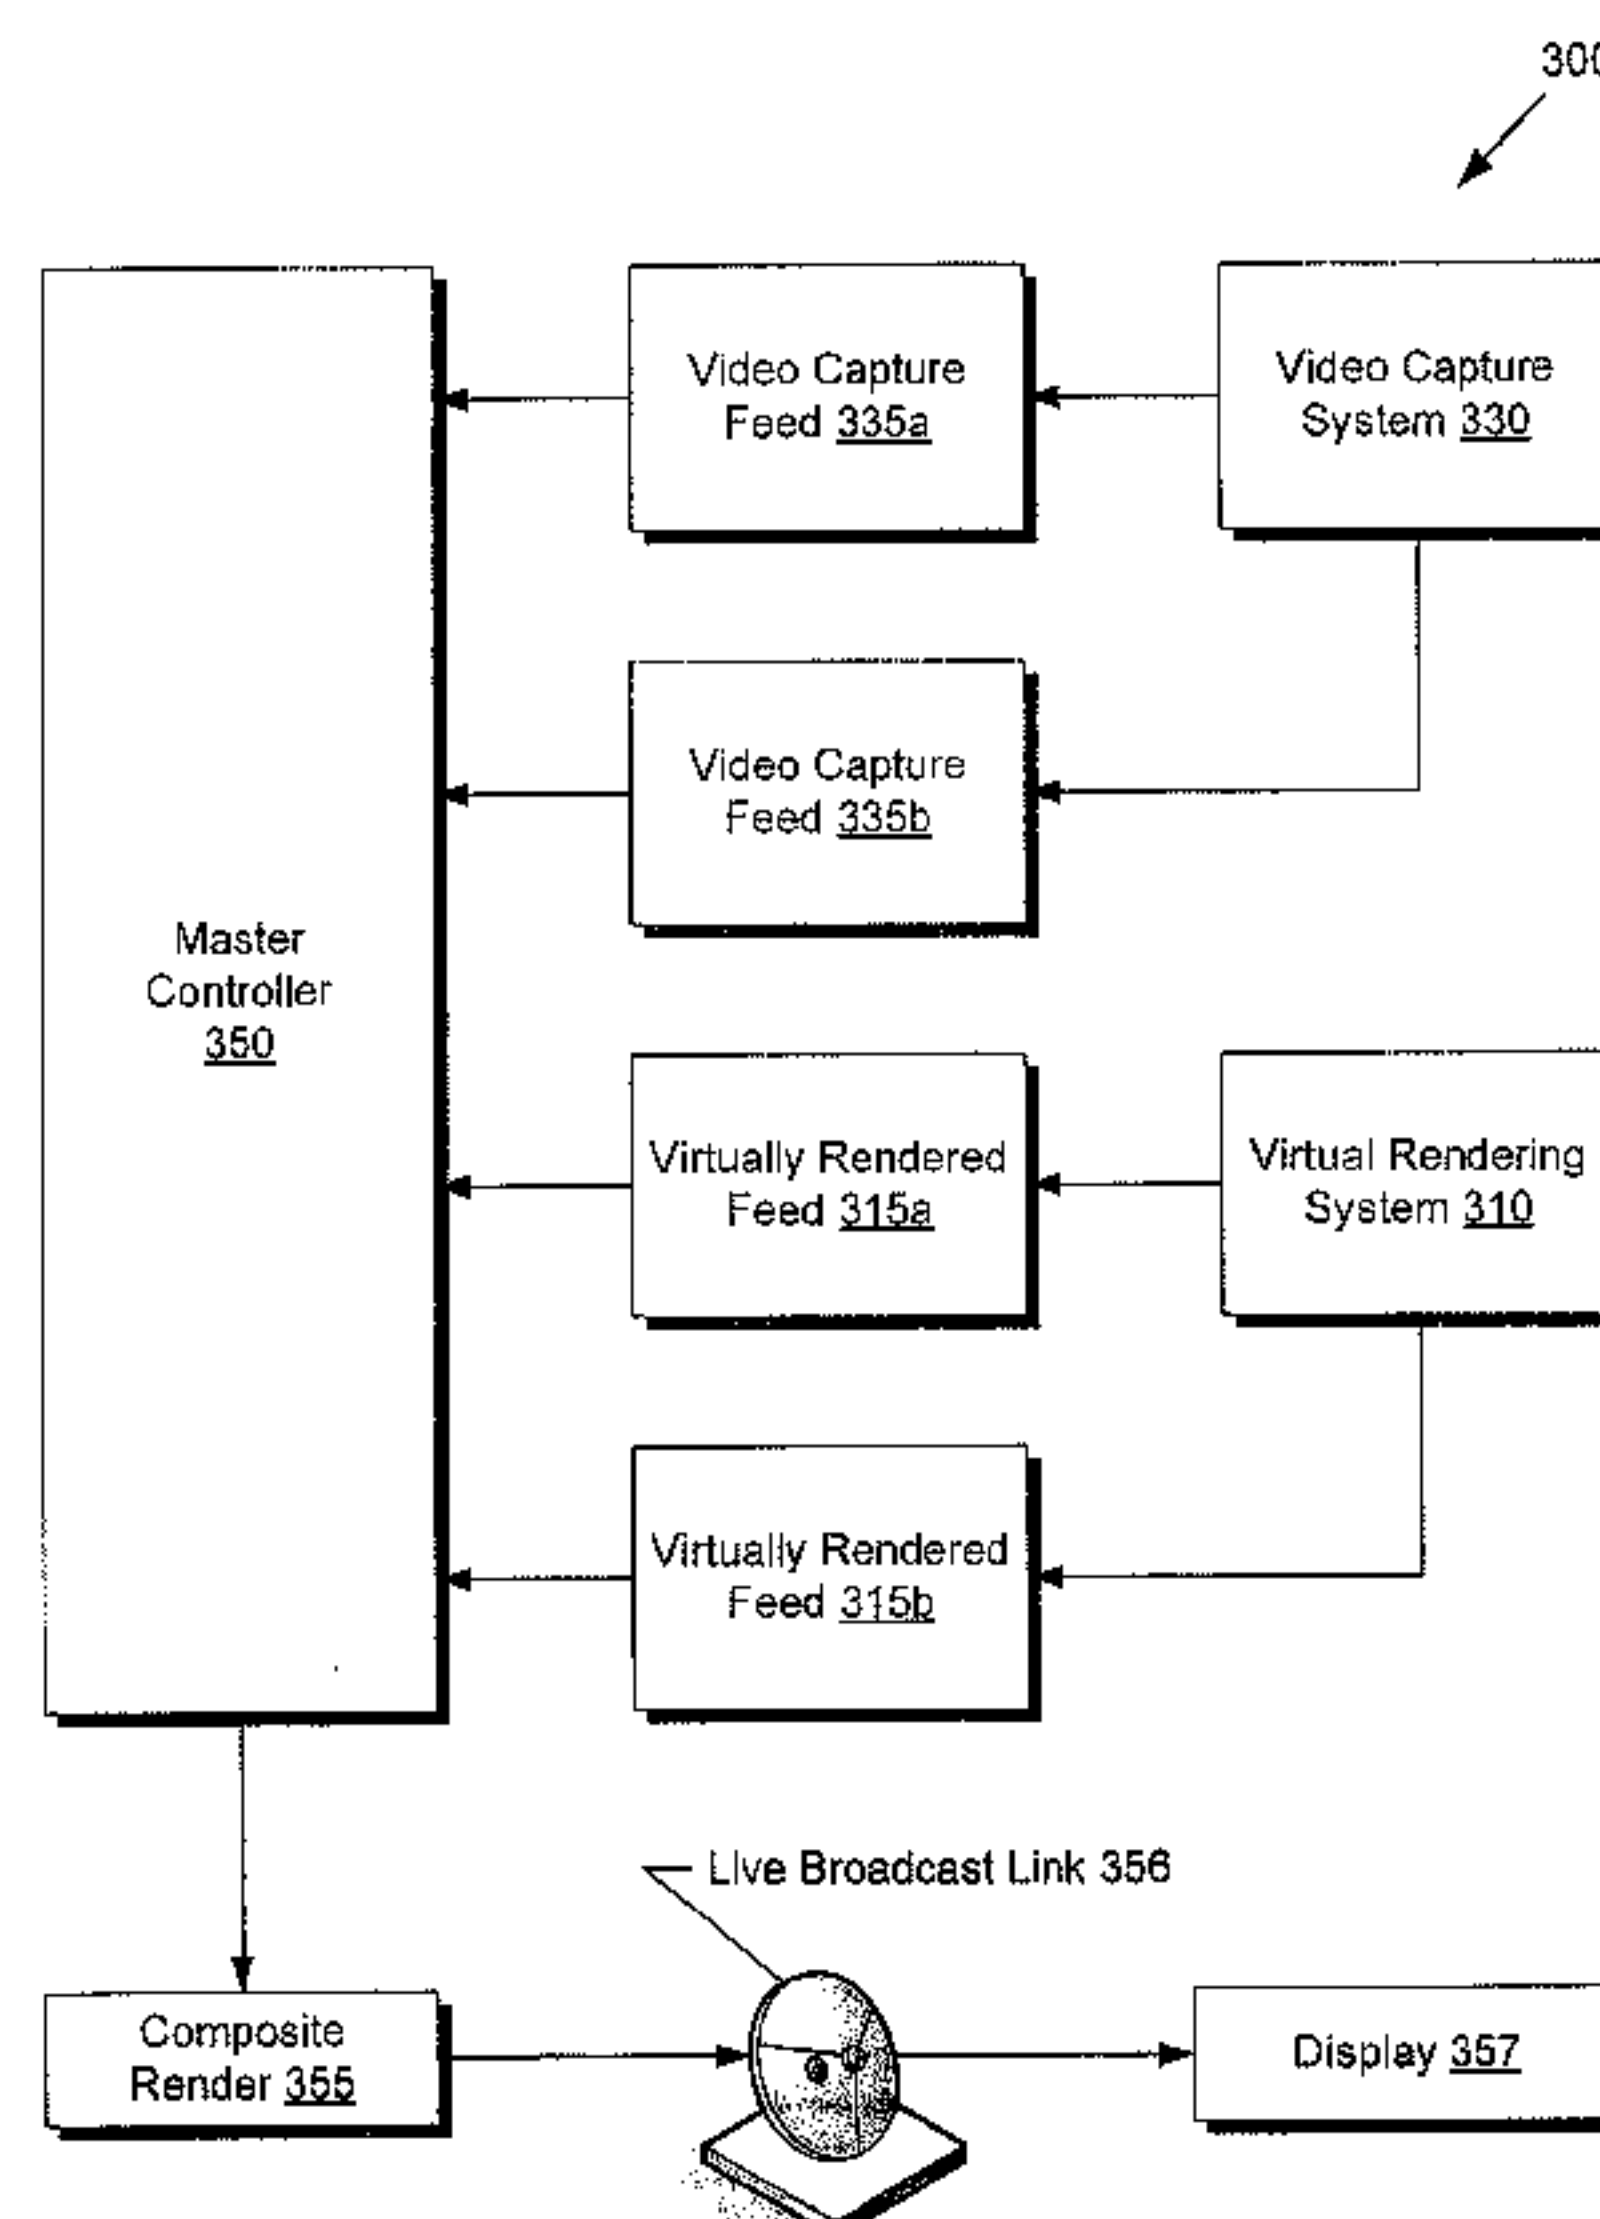 300
Video Capture
Feed 335a
Video Capture
System 330
Video Capture
Feed 335b
Master
Controller
350
Virtually Rendered
Feed 315a
Virtual Rendering
System 310
Virtually Rendered
Feed 315b
Live Broadcast Link 356
Composite
Render 355
Display 357